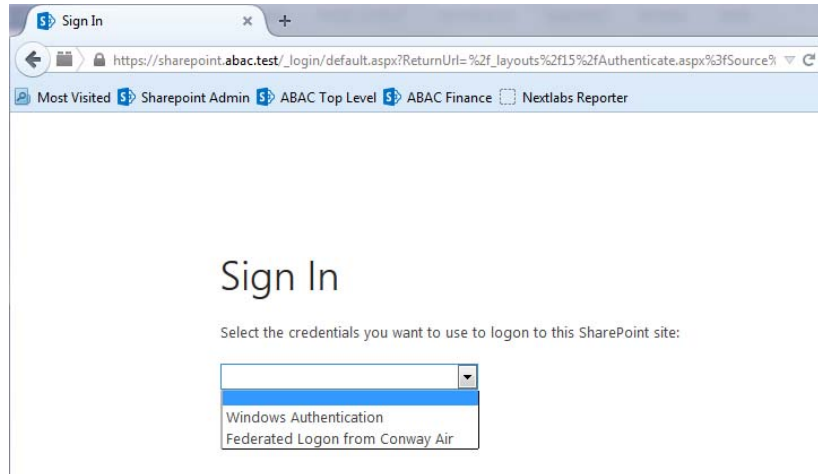 Sign In
https://sharepoint.abac.test/_login/default.aspx?ReturnUrl=%2f_layouts%2f15%2fAuthenticate.aspx%3fSource%
Most Visited Sharepoint Admin ABAC Top Level ABAC Finance Nextlabs Reporter
Sign In
Select the credentials you want to use to logon to this SharePoint site:
Windows Authentication
Federated Logon from Conway Air